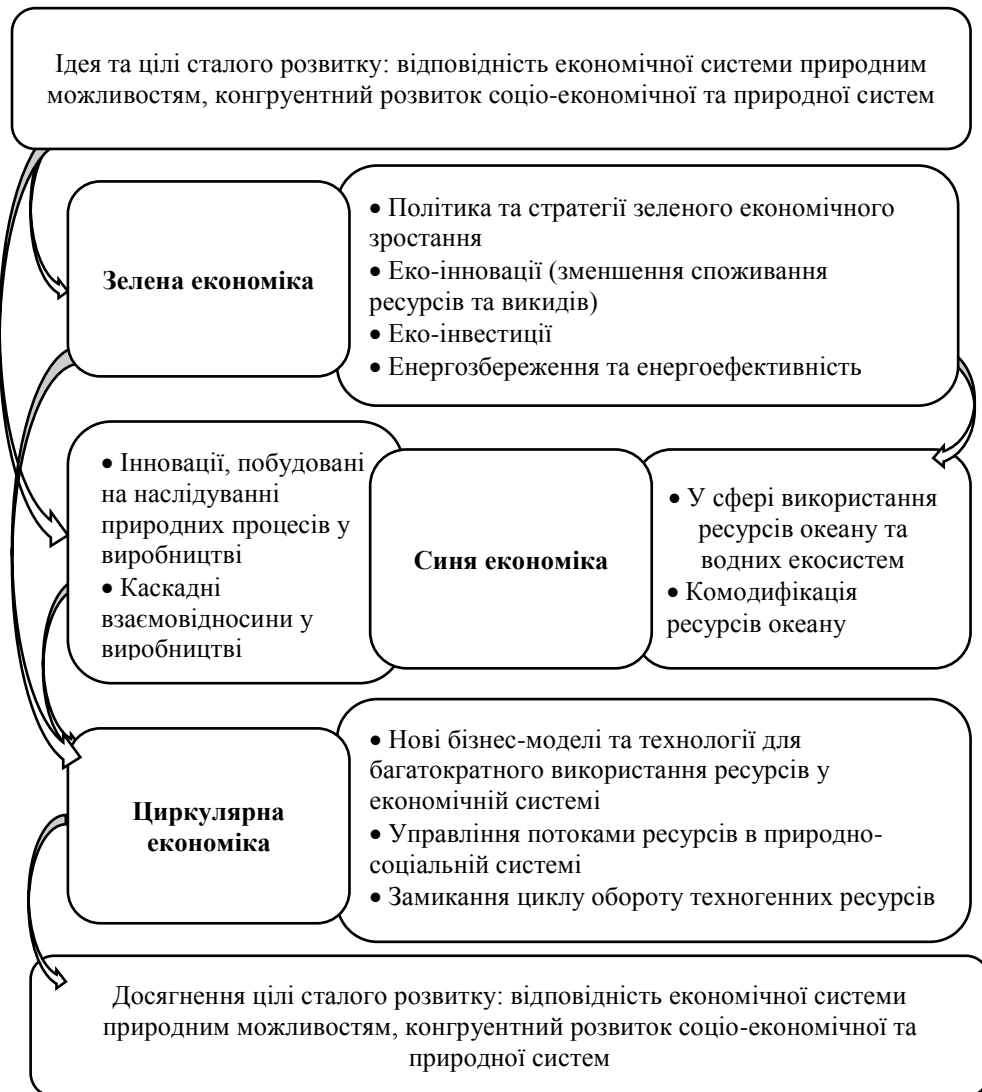 Ідея та цілі сталого розвитку: відповідність економічної системи природним
можливостям, конгруентний розвиток соціо-економічної та природної систем
Зелена економіка
• Політика та стратегії зеленого економічного
зростання
• Еко-інновації (зменшення споживання
ресурсів та викидів)
• Еко-інвестиції
• Енергозбереження та енергоефективність
• Інновації, побудовані
на наслідуванні
природних процесів у
виробництві
• Каскадні
взаємовідносини у
виробництві
Синя економіка
• У сфері використання
ресурсів океану та
водних екосистем
• Комодифікація
ресурсів океану
Циркулярна
економіка
• Нові бізнес-моделі та технології для
багатократного використання ресурсів у
економічній системі
• Управління потоками ресурсів в природно-
соціальній системі
• Замикання циклу обороту техногенних ресурсів
Досягнення цілі сталого розвитку: відповідність економічної системи
природним можливостям, конгруентний розвиток соціо-економічної та
природної систем